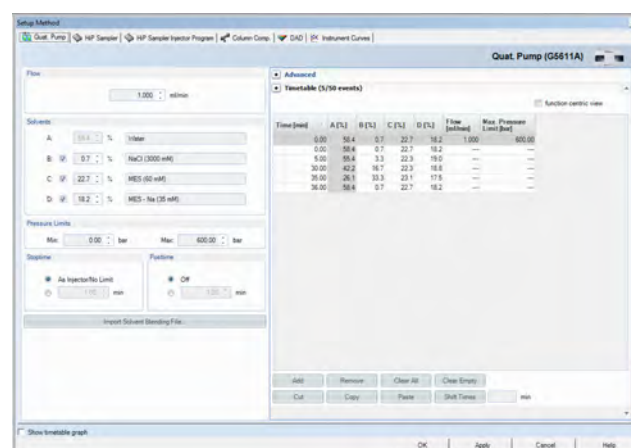 Setup Method
Quat. Pump HiP Sampler HiP Sampler Injector Program Column Comp. DAD Instrument Curves
Quat. Pump (G5611A)
Flow
1.000 ml/min
Solvents
A: 58.4 % Water
B: 0.7 % NaCl (3000 mM)
C: 22.7 % MES (60 mM)
D: 18.2 % MES - Na (35 mM)
Pressure Limits
Min: 0.00 bar Max: 600.00 bar
Stoptime Posttime
As Injector/No Limit Off
1.00 min 1.00 min
Import Solvent Blending File...
Advanced
Timetable (5/50 events)
function centric view
Time [min] A [%] B [%] C [%] D [%] Flow [ml/min] Max. Pressure Limit [bar]
0.00 58.4 0.7 22.7 18.2 1.000 600.00
0.00 58.4 0.7 22.7 18.2 --- ---
5.00 55.4 3.3 22.3 19.0 --- ---
30.00 42.2 16.7 22.3 18.8 --- ---
35.00 26.1 33.3 23.1 17.5 --- ---
36.00 58.4 0.7 22.7 18.2 --- ---
Add Remove Clear All Clear Empty
Cut Copy Paste Shift Times min
Show timetable graph
OK Apply Cancel Help